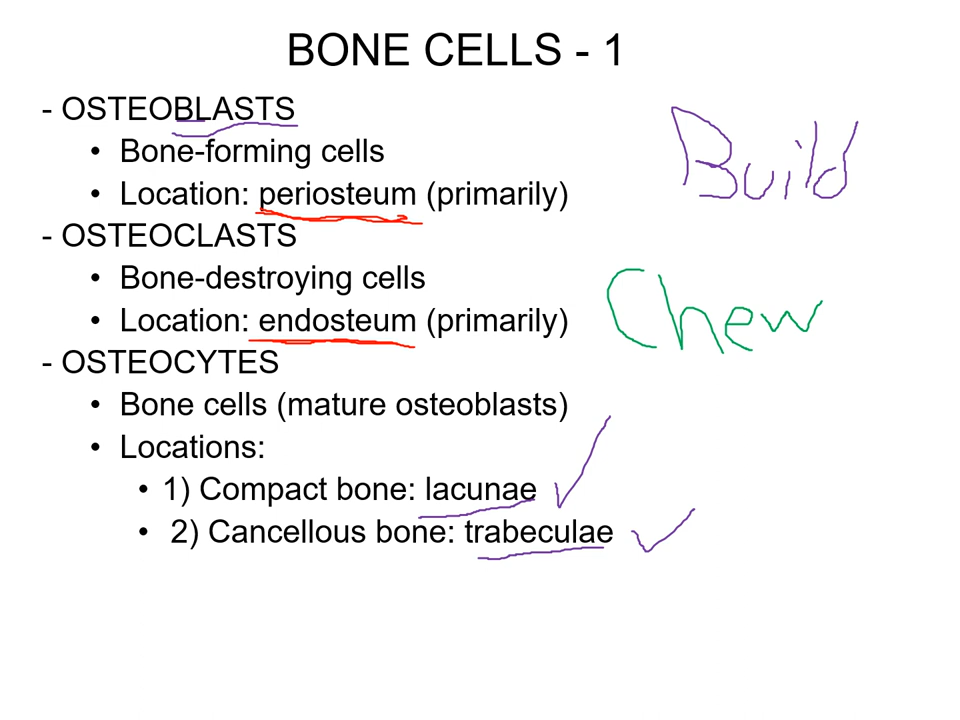 BONE CELLS - 1
- OSTEOBLASTS
• Bone-forming cells
Build
• Location: periosteum (primarily)
- OSTEOCLASTS
• Bone-destroying cells
• Location: endosteum (primarily)
Chew
- OSTEOCYTES
• Bone cells (mature osteoblasts)
• Locations:
• 1) Compact bone: lacunae
• 2) Cancellous bone: trabeculae